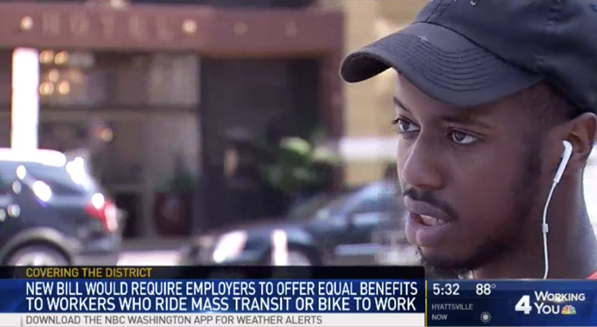 HOTEL
COVERING THE DISTRICT
NEW BILL WOULD REQUIRE EMPLOYERS TO OFFER EQUAL BENEFITS
TO WORKERS WHO RIDE MASS TRANSIT OR BIKE TO WORK
DOWNLOAD THE NBC WASHINGTON APP FOR WEATHER ALERTS
5:32 88°
HYATTSVILLE
NOW
4 WORKING
YOU